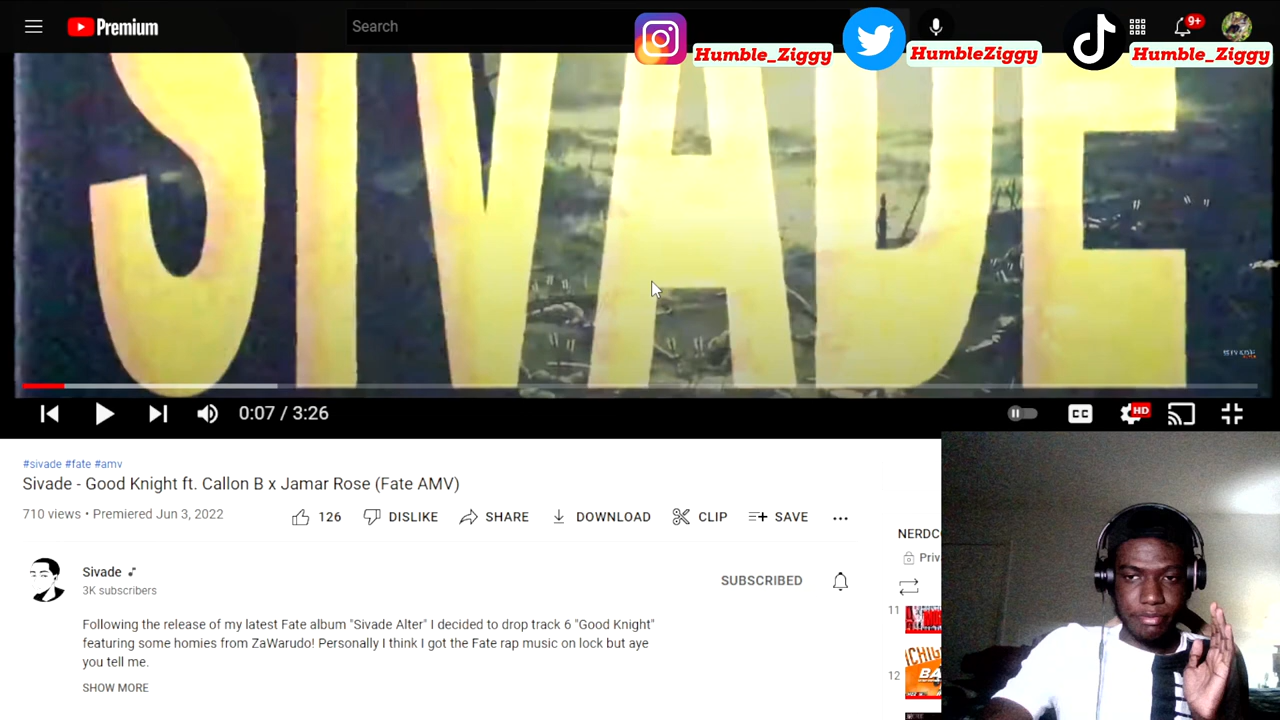 Premium
Search
9+
Humble_Ziggy
HumbleZiggy
Humble_Ziggy
SIVADE
0:07 / 3:26
CC
HD
#sivade #fate #amv
Sivade - Good Knight ft. Callon B x Jamar Rose (Fate AMV)
710 views • Premiered Jun 3, 2022
126
DISLIKE
SHARE
DOWNLOAD
CLIP
SAVE
Sivade
3K subscribers
SUBSCRIBED
Following the release of my latest Fate album "Sivade Alter" I decided to drop track 6 "Good Knight"
featuring some homies from ZaWarudo! Personally I think I got the Fate rap music on lock but aye
you tell me.
SHOW MORE
NERDC
Priv
11
12